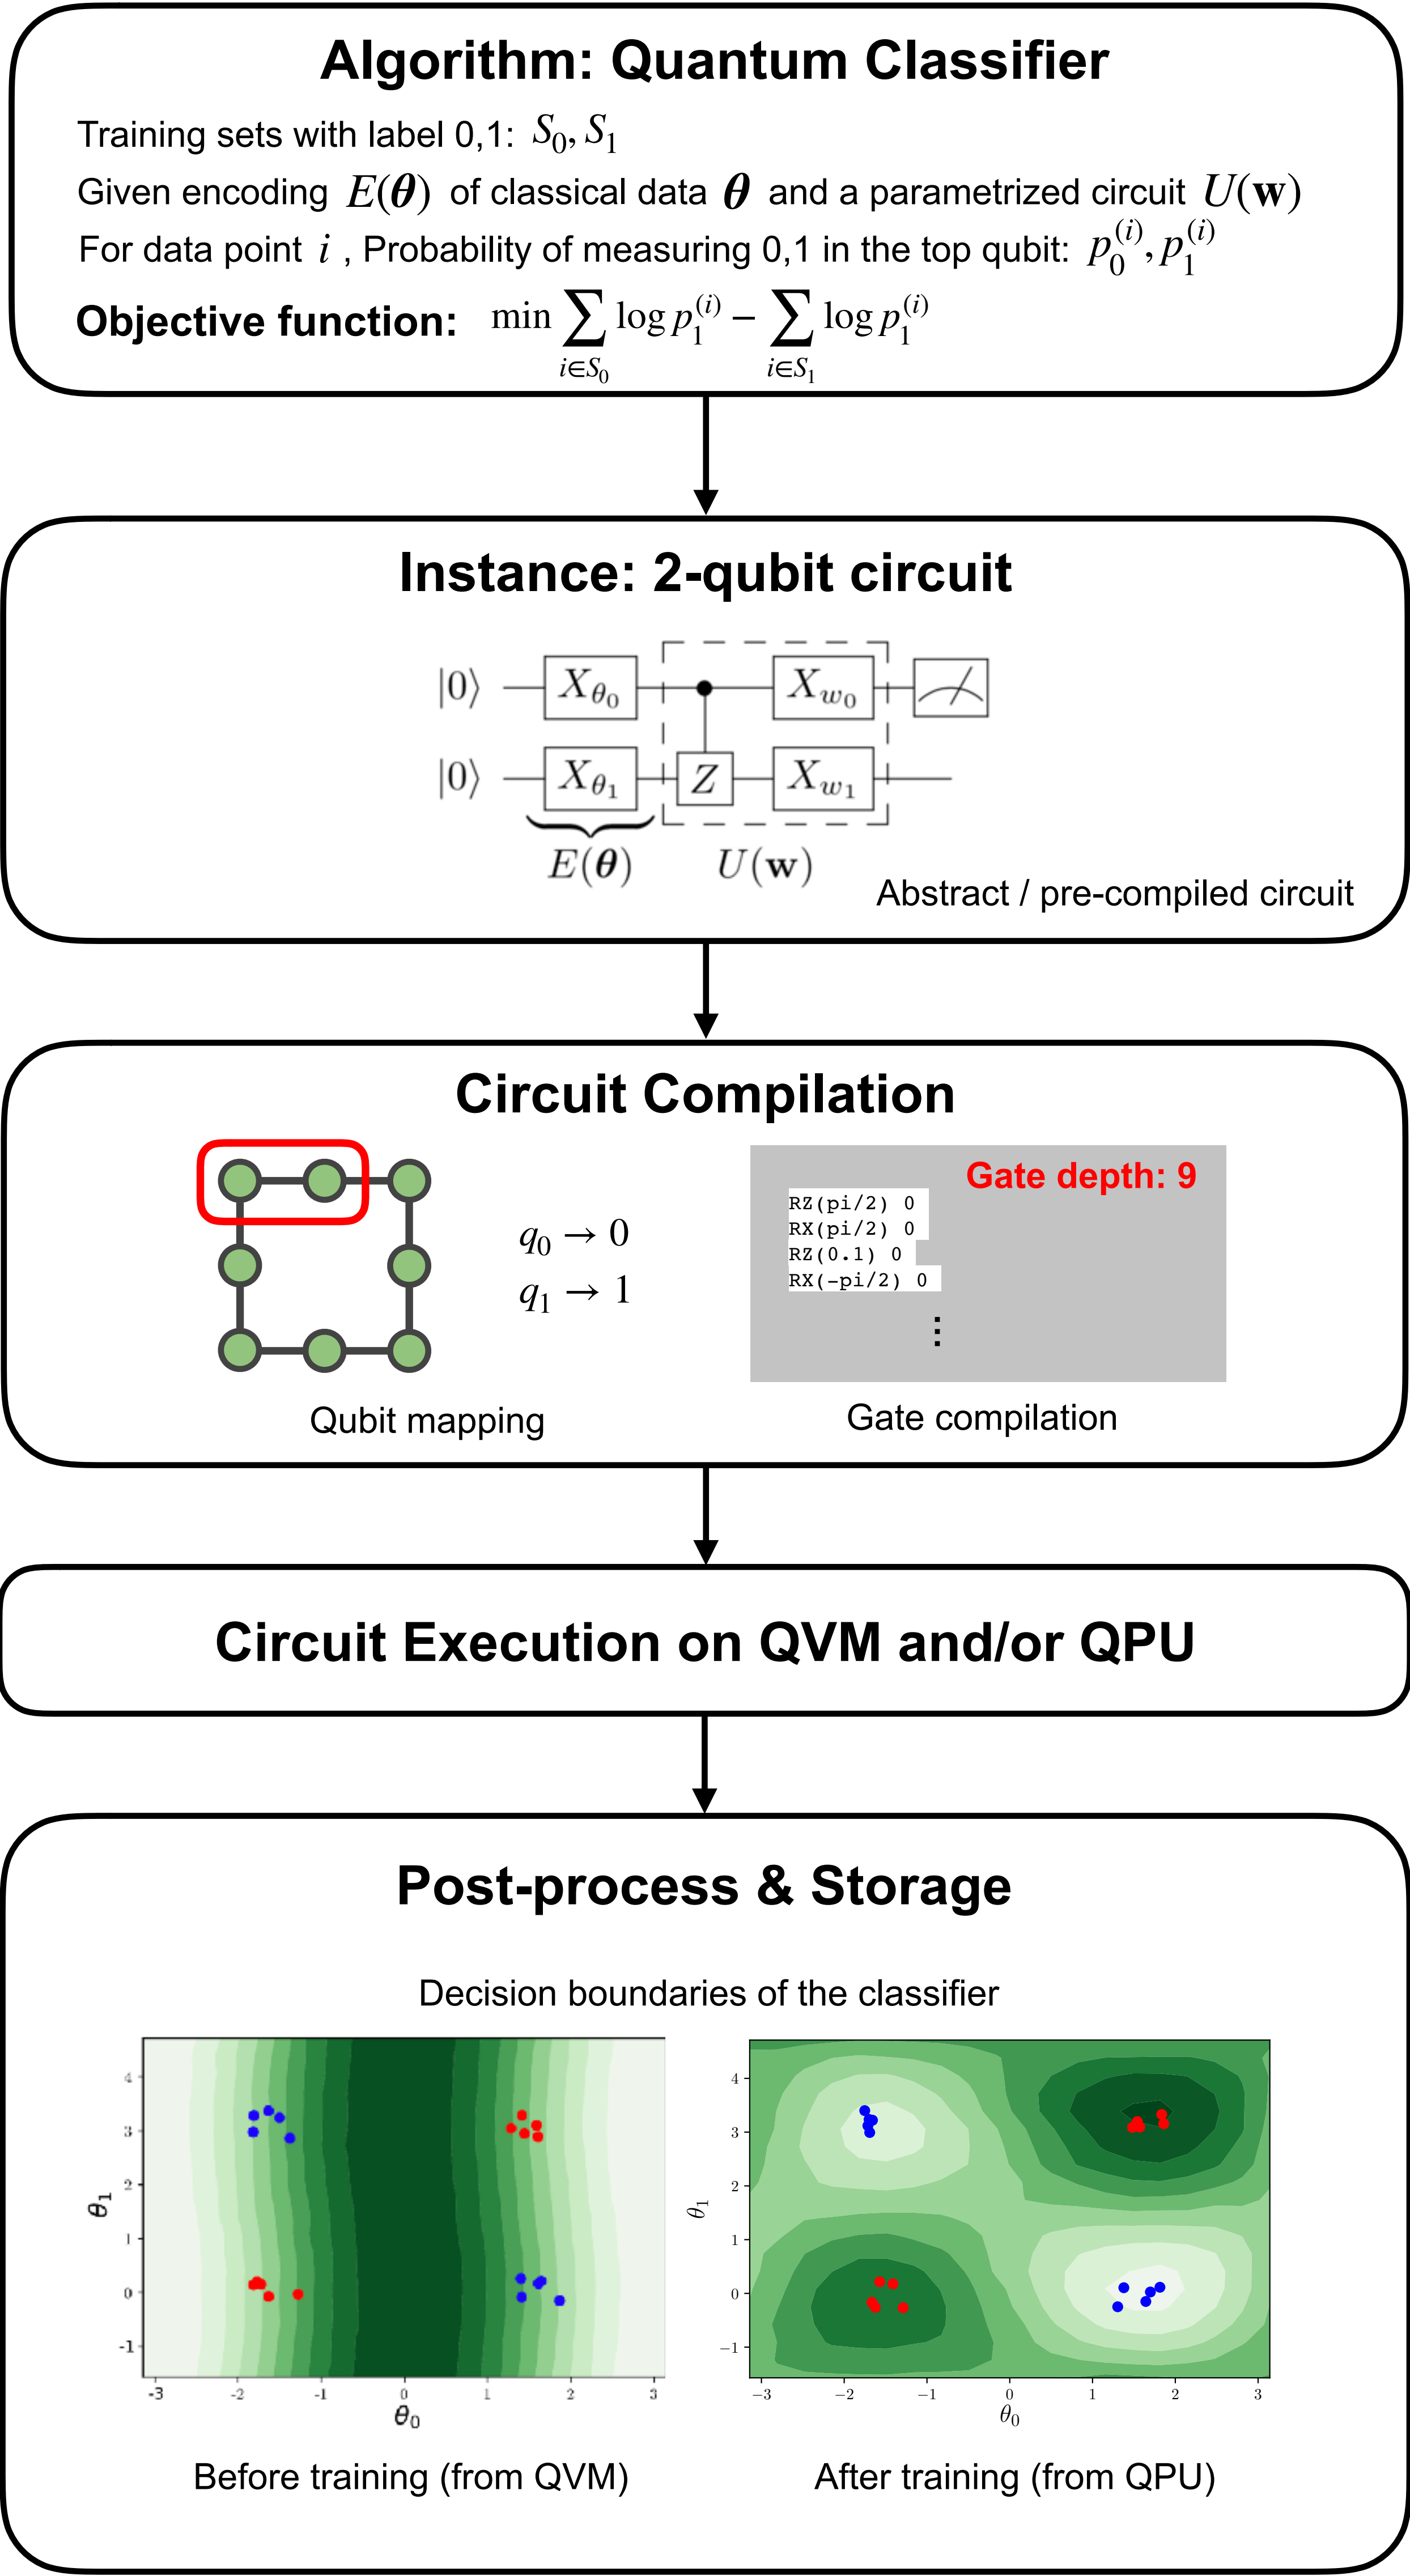 Algorithm: Quantum Classifier
Training sets with label 0,1: S₀, S₁
Given encoding E(𝜽) of classical data 𝜽 and a parametrized circuit U(𝐰)
For data point i , Probability of measuring 0,1 in the top qubit: p₀⁽ⁱ⁾, p₁⁽ⁱ⁾
Objective function: min ∑ log p₁⁽ⁱ⁾ − ∑ log p₁⁽ⁱ⁾
i∈S₀ i∈S₁
Instance: 2-qubit circuit
|0⟩ X_θ₀ X_w₀
|0⟩ X_θ₁ Z X_w₁
E(𝜽) U(𝐰)
Abstract / pre-compiled circuit
Circuit Compilation
q₀ → 0
q₁ → 1
Qubit mapping
Gate depth: 9
RZ(pi/2) 0
RX(pi/2) 0
RZ(0.1) 0
RX(-pi/2) 0
⋮
Gate compilation
Circuit Execution on QVM and/or QPU
Post-process & Storage
Decision boundaries of the classifier
4
3
2
1
0
-1
θ₁
-3 -2 -1 0 1 2 3
θ₀
Before training (from QVM)
4
3
2
1
0
−1
θ₁
−3 −2 −1 0 1 2 3
θ₀
After training (from QPU)